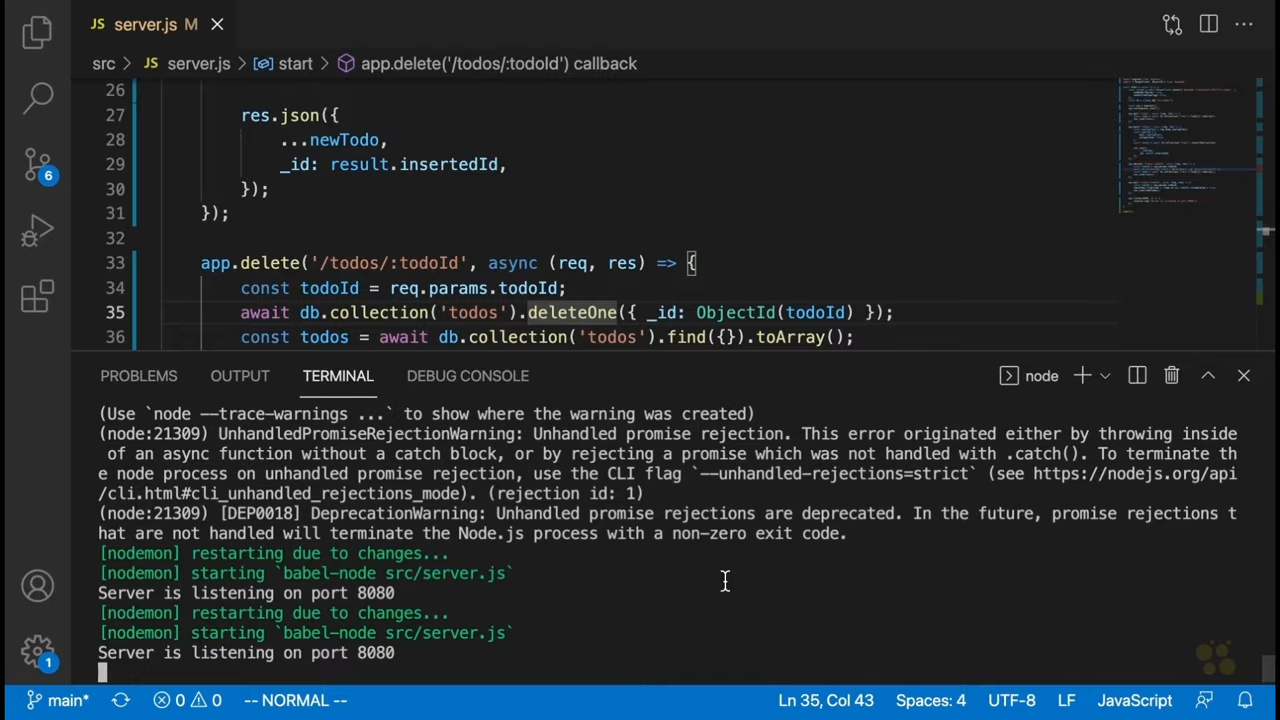 JS server.js M
src > JS server.js > start > app.delete('/todos/:todoId') callback
26
27 res.json({
28 ...newTodo,
29 _id: result.insertedId,
30 });
31 });
32
33 app.delete('/todos/:todoId', async (req, res) => {
34 const todoId = req.params.todoId;
35 await db.collection('todos').deleteOne({ _id: ObjectId(todoId) });
36 const todos = await db.collection('todos').find({}).toArray();
6
PROBLEMS OUTPUT TERMINAL DEBUG CONSOLE node
(Use `node --trace-warnings ...` to show where the warning was created)
(node:21309) UnhandledPromiseRejectionWarning: Unhandled promise rejection. This error originated either by throwing inside
of an async function without a catch block, or by rejecting a promise which was not handled with .catch(). To terminate th
e node process on unhandled promise rejection, use the CLI flag `--unhandled-rejections=strict` (see https://nodejs.org/api
/cli.html#cli_unhandled_rejections_mode). (rejection id: 1)
(node:21309) [DEP0018] DeprecationWarning: Unhandled promise rejections are deprecated. In the future, promise rejections t
hat are not handled will terminate the Node.js process with a non-zero exit code.
[nodemon] restarting due to changes...
[nodemon] starting `babel-node src/server.js`
Server is listening on port 8080
[nodemon] restarting due to changes...
[nodemon] starting `babel-node src/server.js`
Server is listening on port 8080
1
main* 0 0 -- NORMAL -- Ln 35, Col 43 Spaces: 4 UTF-8 LF JavaScript